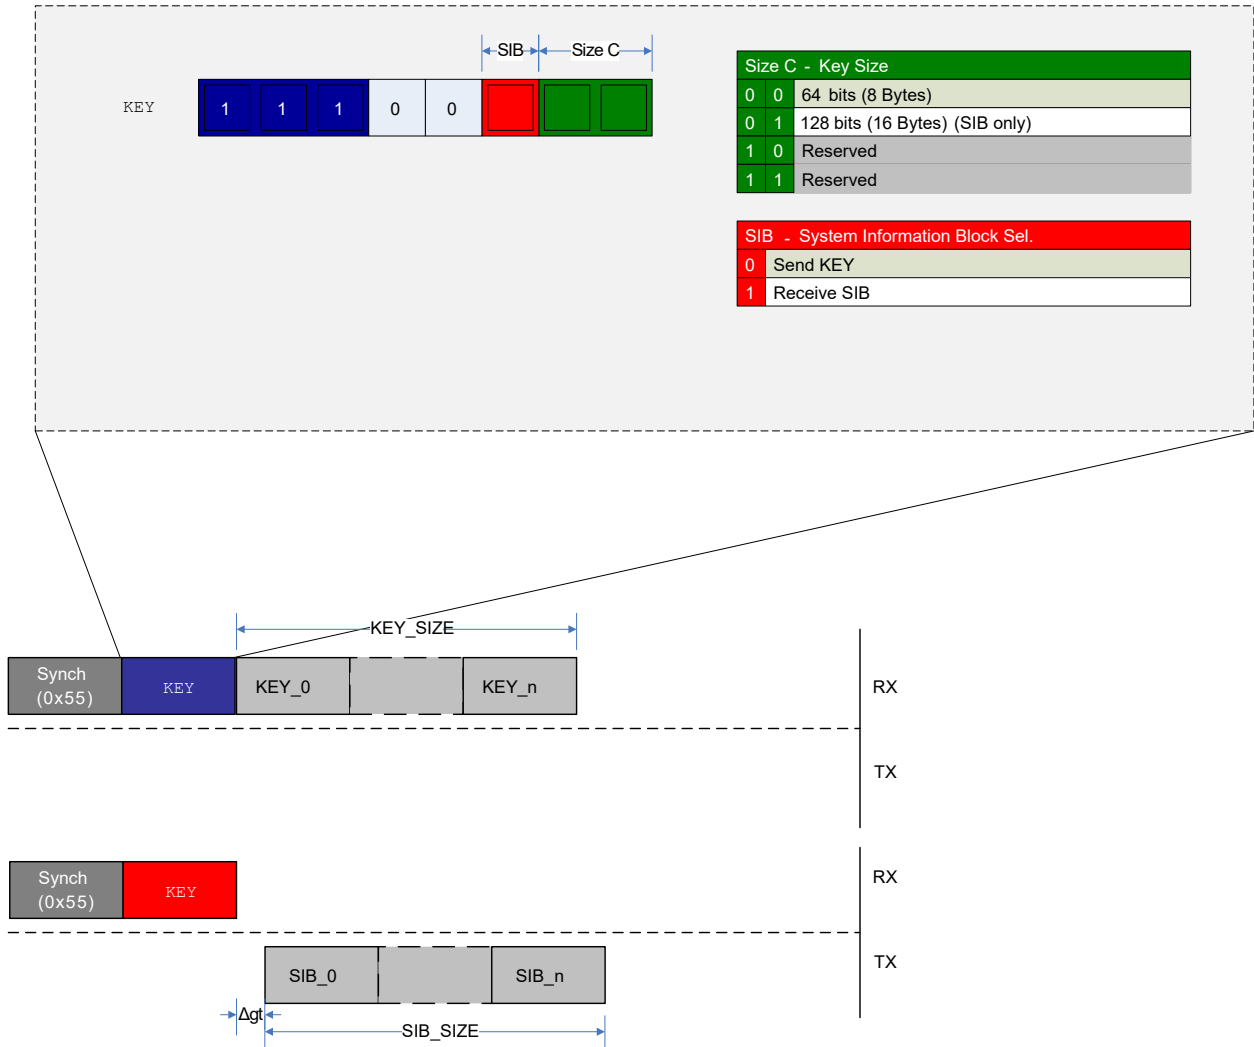 SIB Size C
KEY 1 1 1 0 0
Size C - Key Size
0 0 64 bits (8 Bytes)
0 1 128 bits (16 Bytes) (SIB only)
1 0 Reserved
1 1 Reserved
SIB - System Information Block Sel.
0 Send KEY
1 Receive SIB
KEY_SIZE
Synch
(0x55)
KEY
KEY_0
KEY_n
RX
TX
Synch
(0x55)
KEY
RX
SIB_0
SIB_n
TX
Δgt
SIB_SIZE